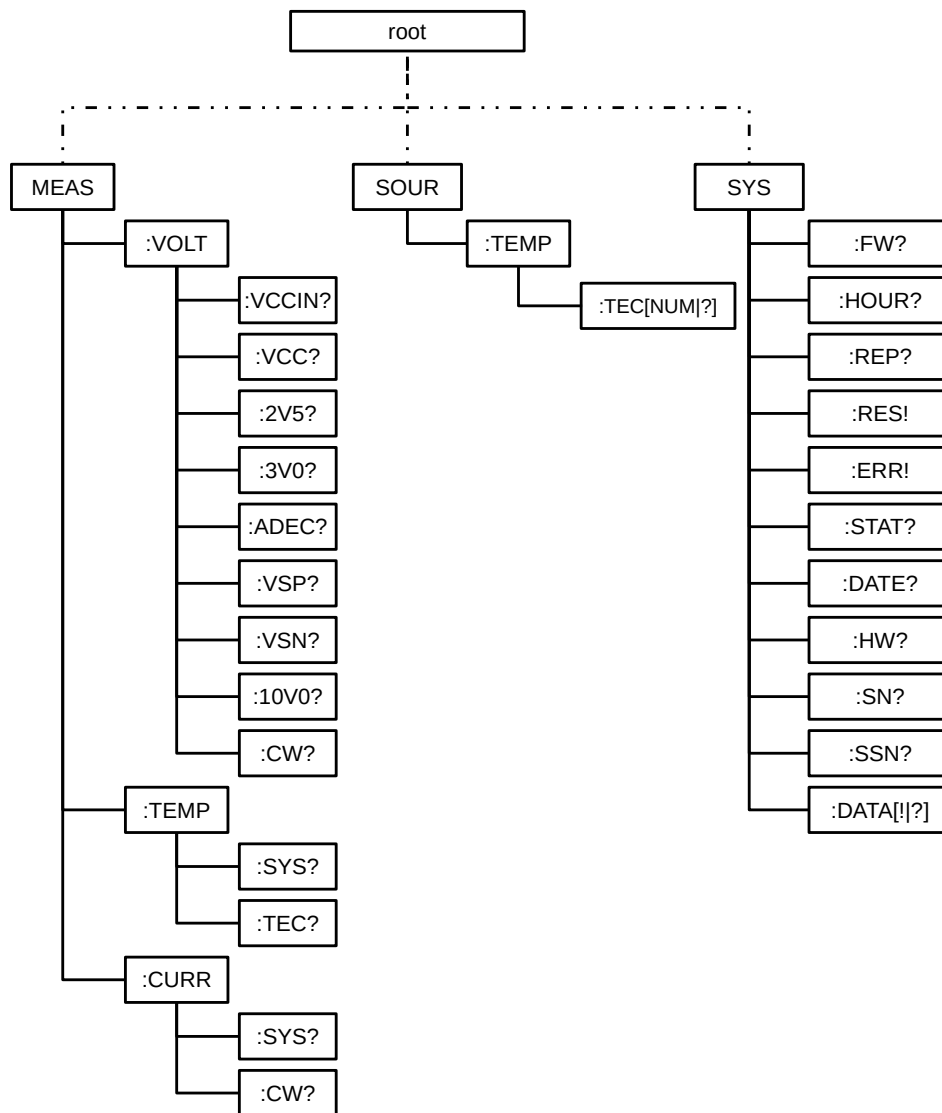 root
MEAS
:VOLT
:VCCIN?
:VCC?
:2V5?
:3V0?
:ADEC?
:VSP?
:VSN?
:10V0?
:CW?
:TEMP
:SYS?
:TEC?
:CURR
:SYS?
:CW?
SOUR
:TEMP
:TEC[NUM|?]
SYS
:FW?
:HOUR?
:REP?
:RES!
:ERR!
:STAT?
:DATE?
:HW?
:SN?
:SSN?
:DATA[!|?]